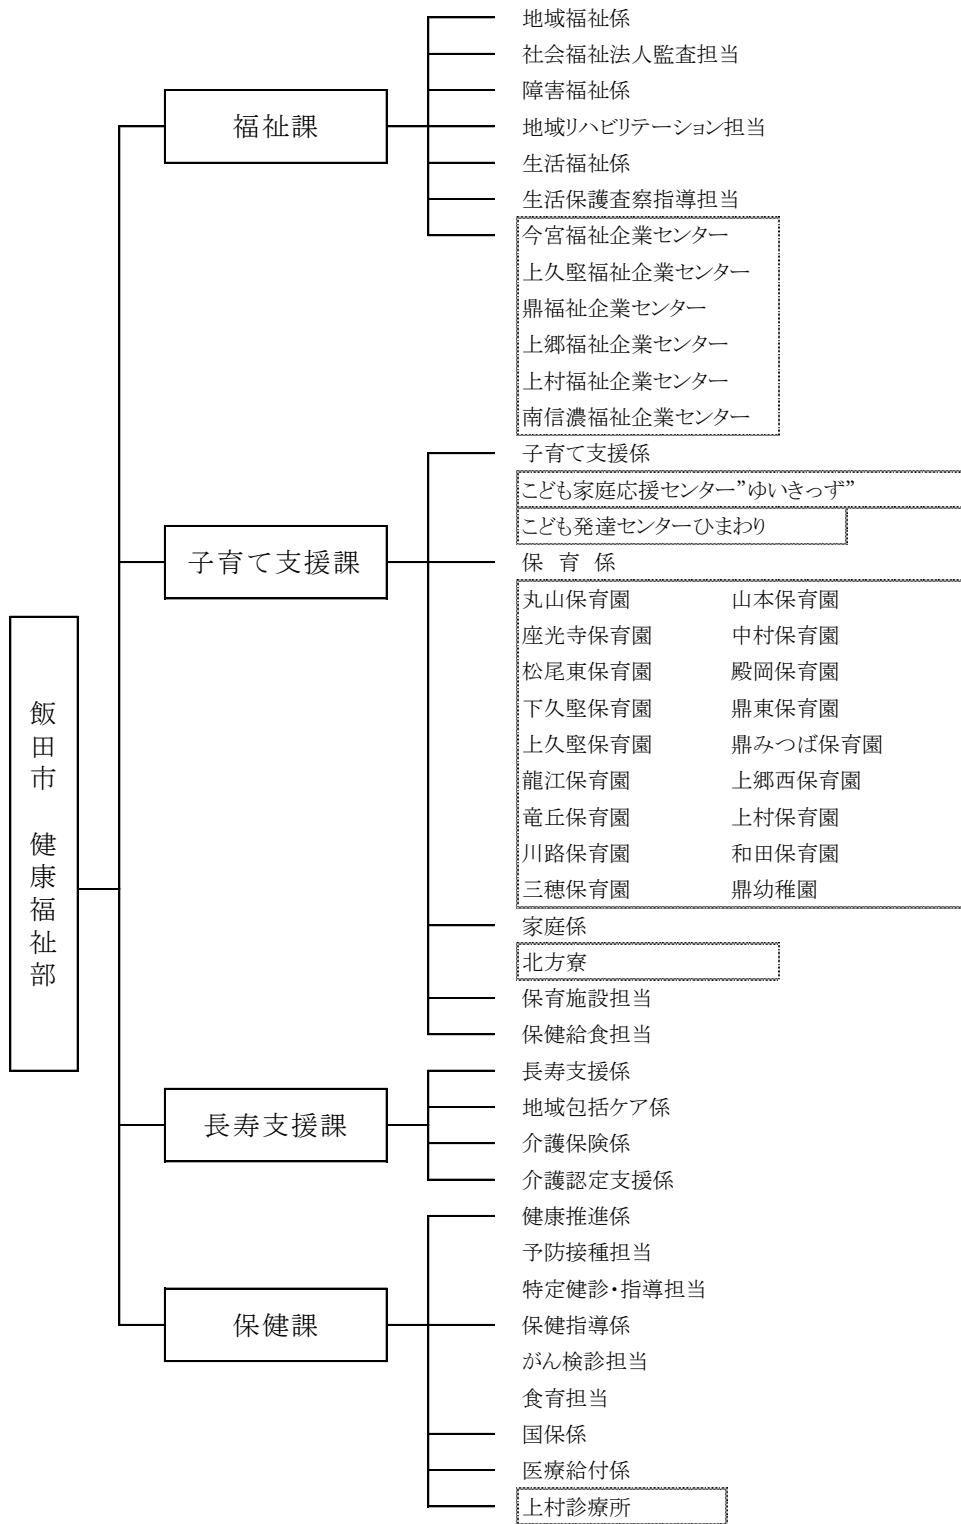 飯田市 健康福祉部
福祉課
地域福祉係
社会福祉法人監査担当
障害福祉係
地域リハビリテーション担当
生活福祉係
生活保護査察指導担当
今宮福祉企業センター
上久堅福祉企業センター
鼎福祉企業センター
上郷福祉企業センター
上村福祉企業センター
南信濃福祉企業センター
子育て支援課
子育て支援係
こども家庭応援センター”ゆいきっず”
こども発達センターひまわり
保 育 係
丸山保育園 山本保育園
座光寺保育園 中村保育園
松尾東保育園 殿岡保育園
下久堅保育園 鼎東保育園
上久堅保育園 鼎みつば保育園
龍江保育園 上郷西保育園
竜丘保育園 上村保育園
川路保育園 和田保育園
三穂保育園 鼎幼稚園
家庭係
北方寮
保育施設担当
保健給食担当
長寿支援課
長寿支援係
地域包括ケア係
介護保険係
介護認定支援係
保健課
健康推進係
予防接種担当
特定健診・指導担当
保健指導係
がん検診担当
食育担当
国保係
医療給付係
上村診療所